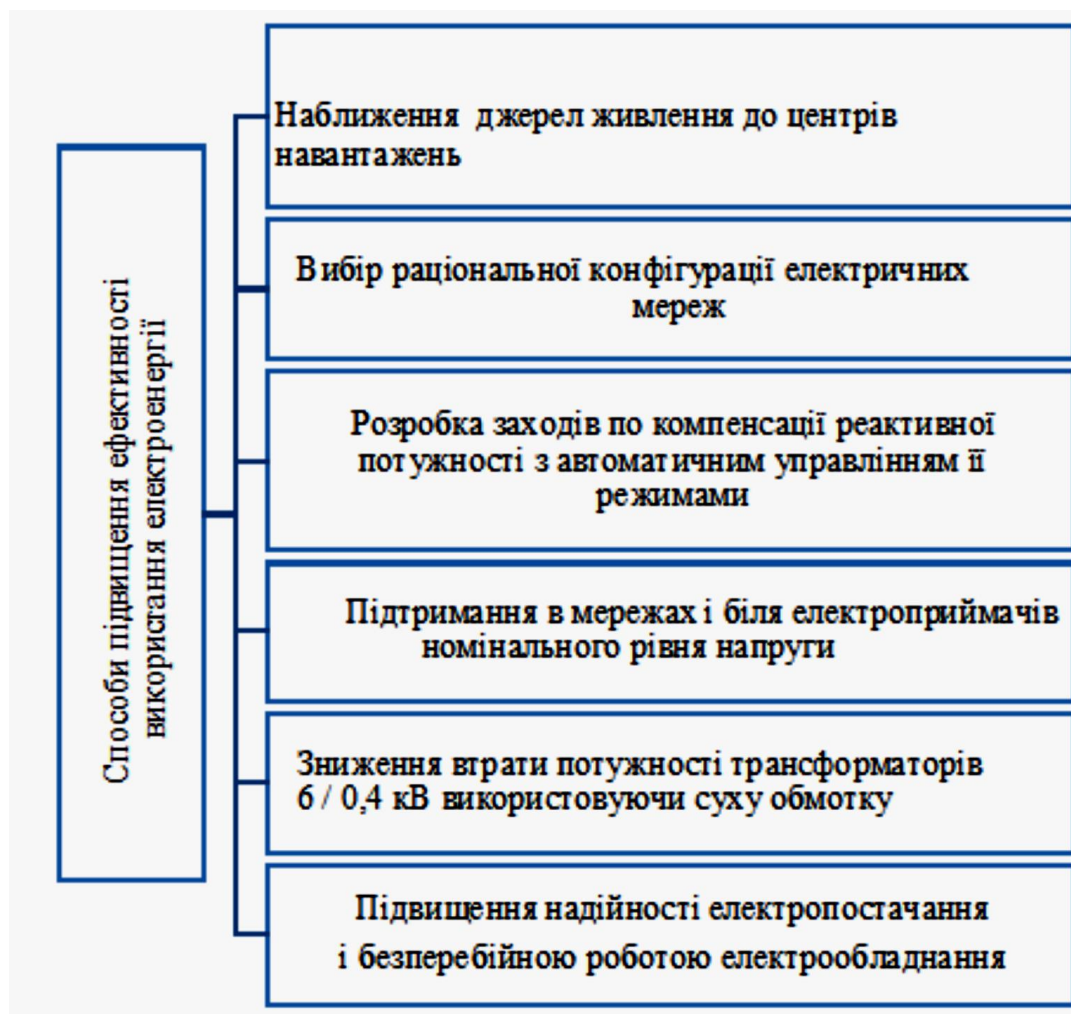 Способи підвищення ефективності
використання електроенергії
Наближення джерел живлення до центрів
навантажень
Вибір раціональної конфігурації електричних
мереж
Розробка заходів по компенсації реактивної
потужності з автоматичним управлінням її
режимами
Підтримання в мережах і біля електроприймачів
номінального рівня напруги
Зниження втрати потужності трансформаторів
6 / 0,4 кВ використовуючи суху обмотку
Підвищення надійності електропостачання
і безперебійною роботою електрообладнання